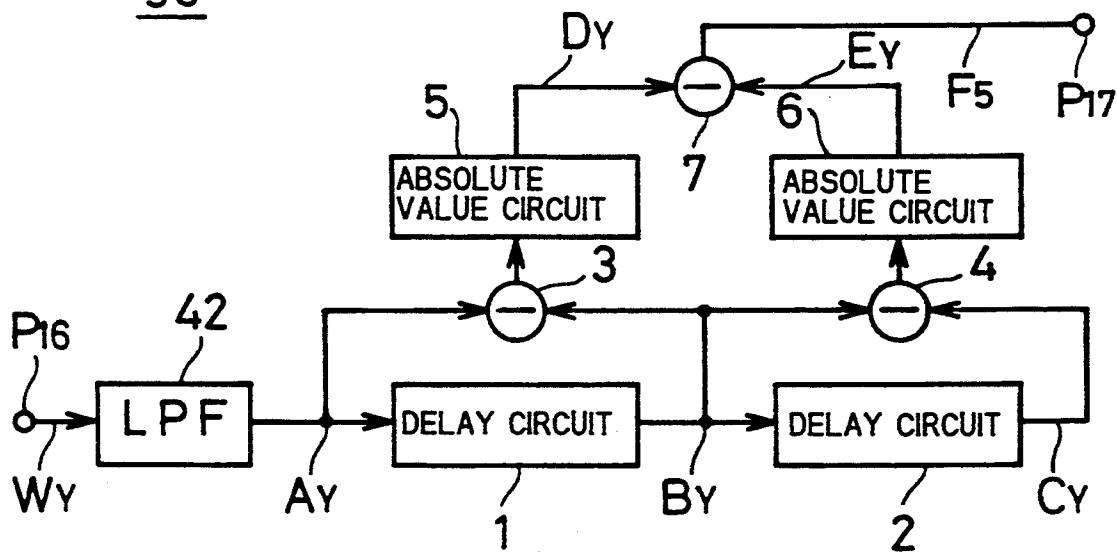 DY
EY
F5
P17
5
6
7
ABSOLUTE
VALUE CIRCUIT
ABSOLUTE
VALUE CIRCUIT
3
4
P16
42
LPF
DELAY CIRCUIT
DELAY CIRCUIT
WY
AY
1
BY
2
CY